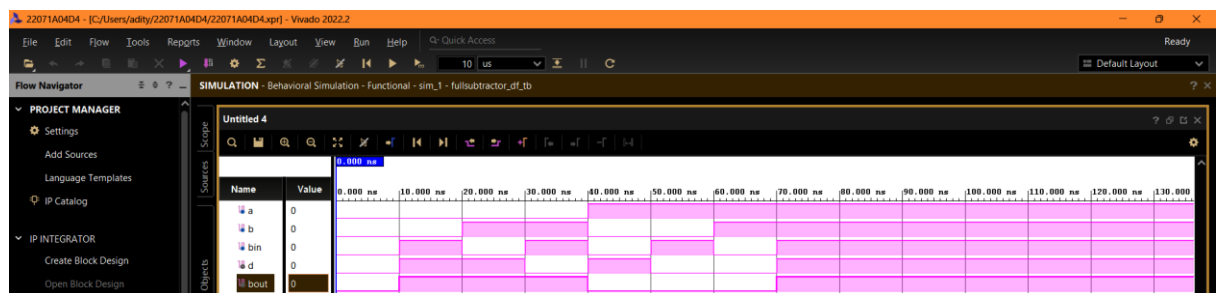 22071A04D4 - [C:/Users/adity/22071A04D4/22071A04D4.xpr] - Vivado 2022.2
File Edit Flow Tools Reports Window Layout View Run Help Q- Quick Access Ready
10 us Default Layout
Flow Navigator SIMULATION - Behavioral Simulation - Functional - sim_1 - fullsubtractor_df_tb
PROJECT MANAGER
Settings
Add Sources
Language Templates
IP Catalog
IP INTEGRATOR
Create Block Design
Open Block Design
Scope
Sources
Objects
Untitled 4
0.000 ns
Name Value 0.000 ns 10.000 ns 20.000 ns 30.000 ns 40.000 ns 50.000 ns 60.000 ns 70.000 ns 80.000 ns 90.000 ns 100.000 ns 110.000 ns 120.000 ns 130.000
a 0
b 0
bin 0
d 0
bout 0